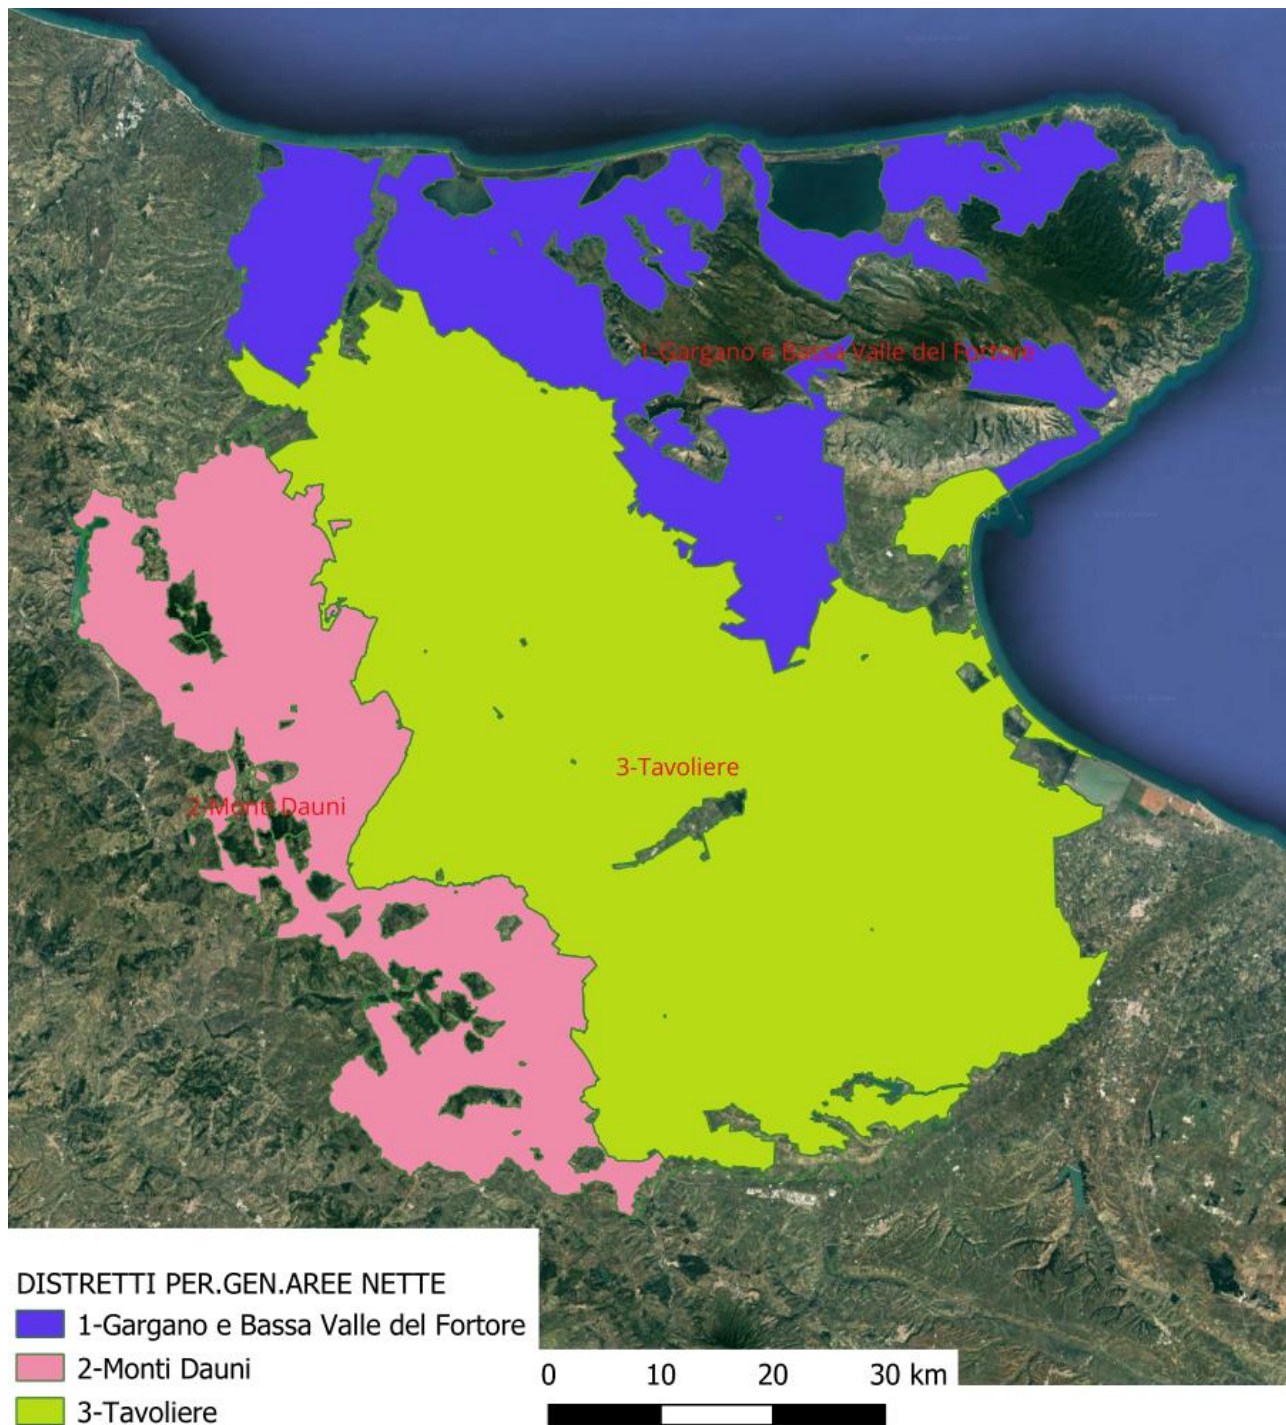 1-Gargano e Bassa Valle del Fortore
3-Tavoliere
2-Monti Dauni
DISTRETTI PER.GEN.AREE NETTE
1-Gargano e Bassa Valle del Fortore
2-Monti Dauni
3-Tavoliere
0 10 20 30 km